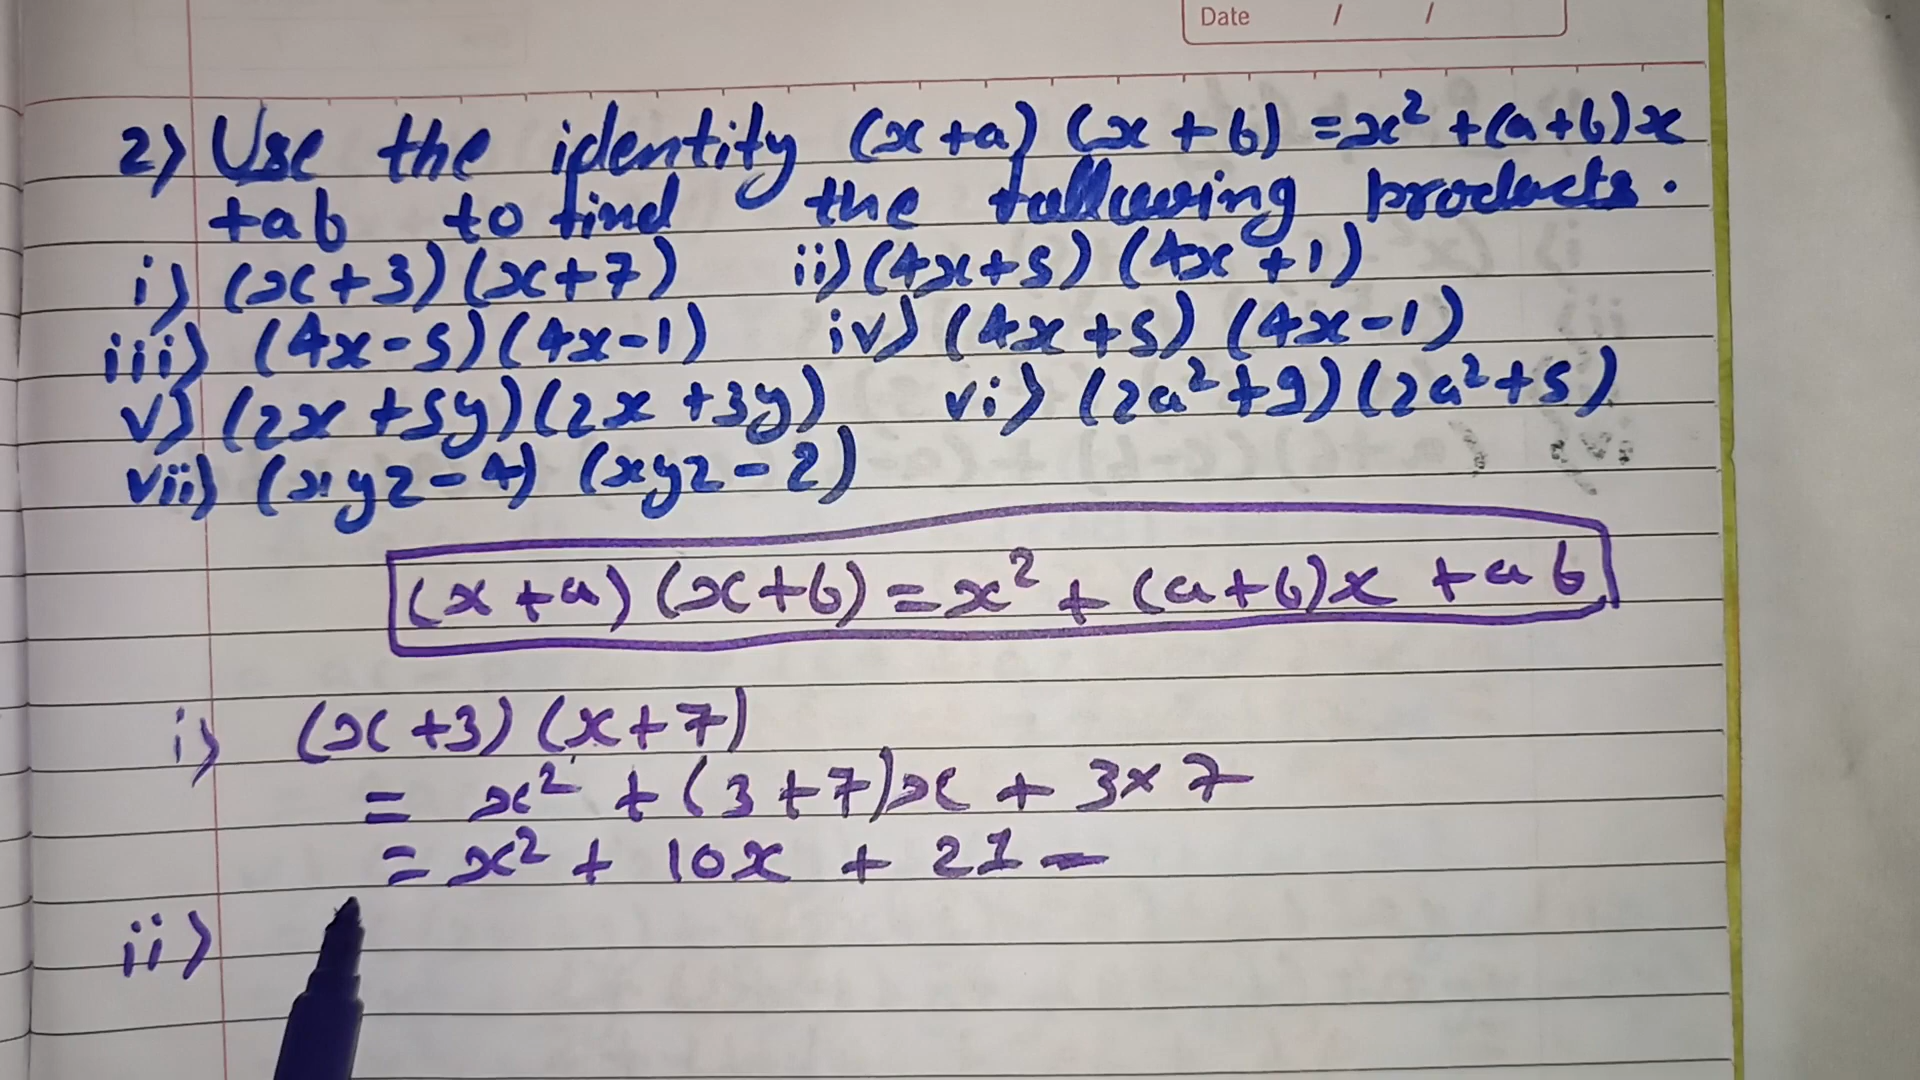 Date / /
2) Use the identity (x+a) (x+b) = x² + (a+b)x
+ab to find the following products.
i) (x+3)(x+7) ii) (4x+5) (4x+1)
iii) (4x-5)(4x-1) iv) (4x+5) (4x-1)
v) (2x+5y)(2x+3y) vi) (2a²+9)(2a²+5)
vii) (xyz-4) (xyz-2)
(x+a) (x+b) = x² + (a+b)x + ab
i) (x+3) (x+7)
= x² + (3+7)x + 3×7
= x² + 10x + 21
ii)